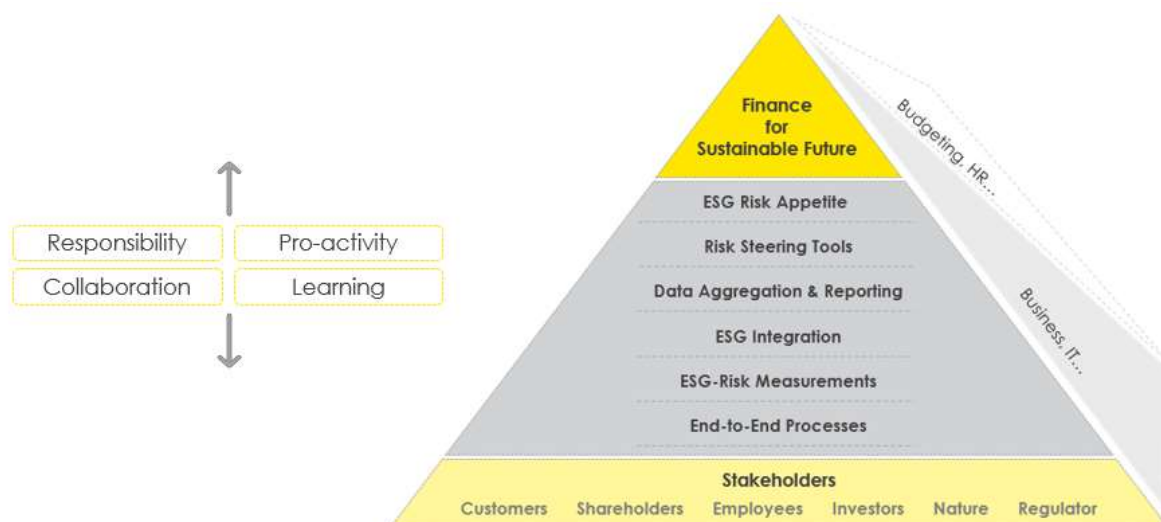 Finance
for
Sustainable Future
Budgeting, HR...
ESG Risk Appetite
Responsibility
Pro-activity
Risk Steering Tools
Collaboration
Learning
Data Aggregation & Reporting
Business, IT...
ESG Integration
ESG-Risk Measurements
End-to-End Processes
Stakeholders
Customers Shareholders Employees Investors Nature Regulator